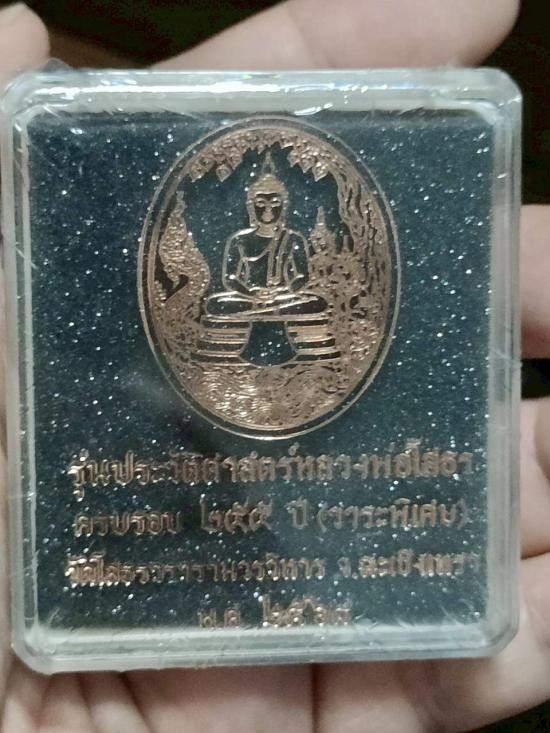 รุ่นประวัติศาสตร์หลวงพ่อโสธร
ครบรอบ ๒๕๕ ปี (วาระพิเศษ)
วัดโสธรวรารามวรวิหาร จ.ฉะเชิงเทรา
พ.ศ.